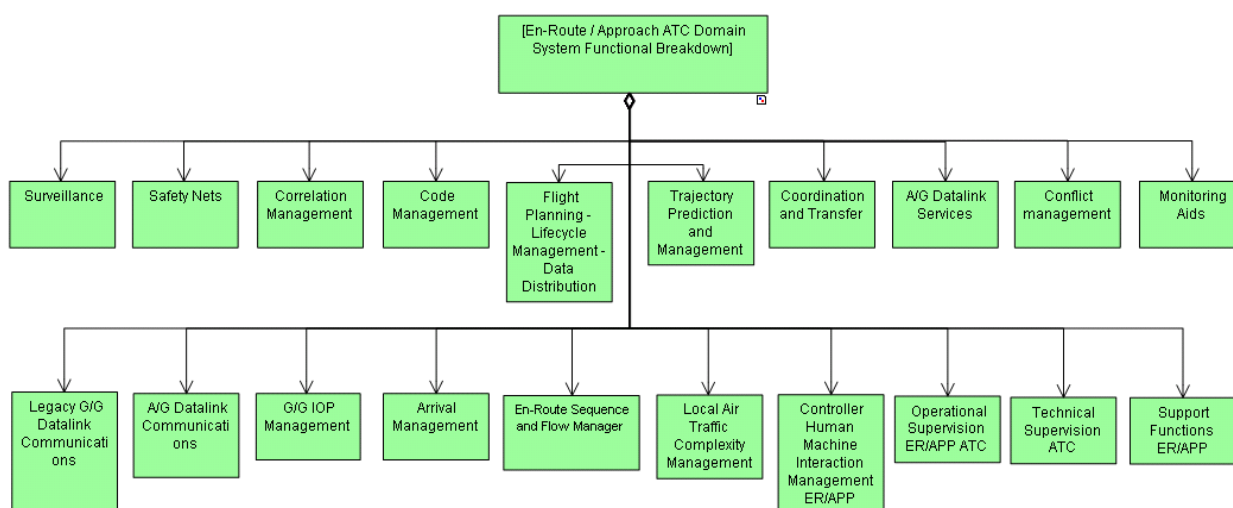 [En-Route / Approach ATC Domain
System Functional Breakdown]
Surveillance
Safety Nets
Correlation
Management
Code
Management
Flight
Planning -
Lifecycle
Management -
Data
Distribution
Trajectory
Prediction
and
Management
Coordination
and Transfer
A/G Datalink
Services
Conflict
management
Monitoring
Aids
Legacy G/G
Datalink
Communicati
ons
A/G Datalink
Communicati
ons
G/G IOP
Management
Arrival
Management
En-Route Sequence
and Flow Manager
Local Air
Traffic
Complexity
Management
Controller
Human
Machine
Interaction
Management
ER/APP
Operational
Supervision
ER/APP ATC
Technical
Supervision
ATC
Support
Functions
ER/APP